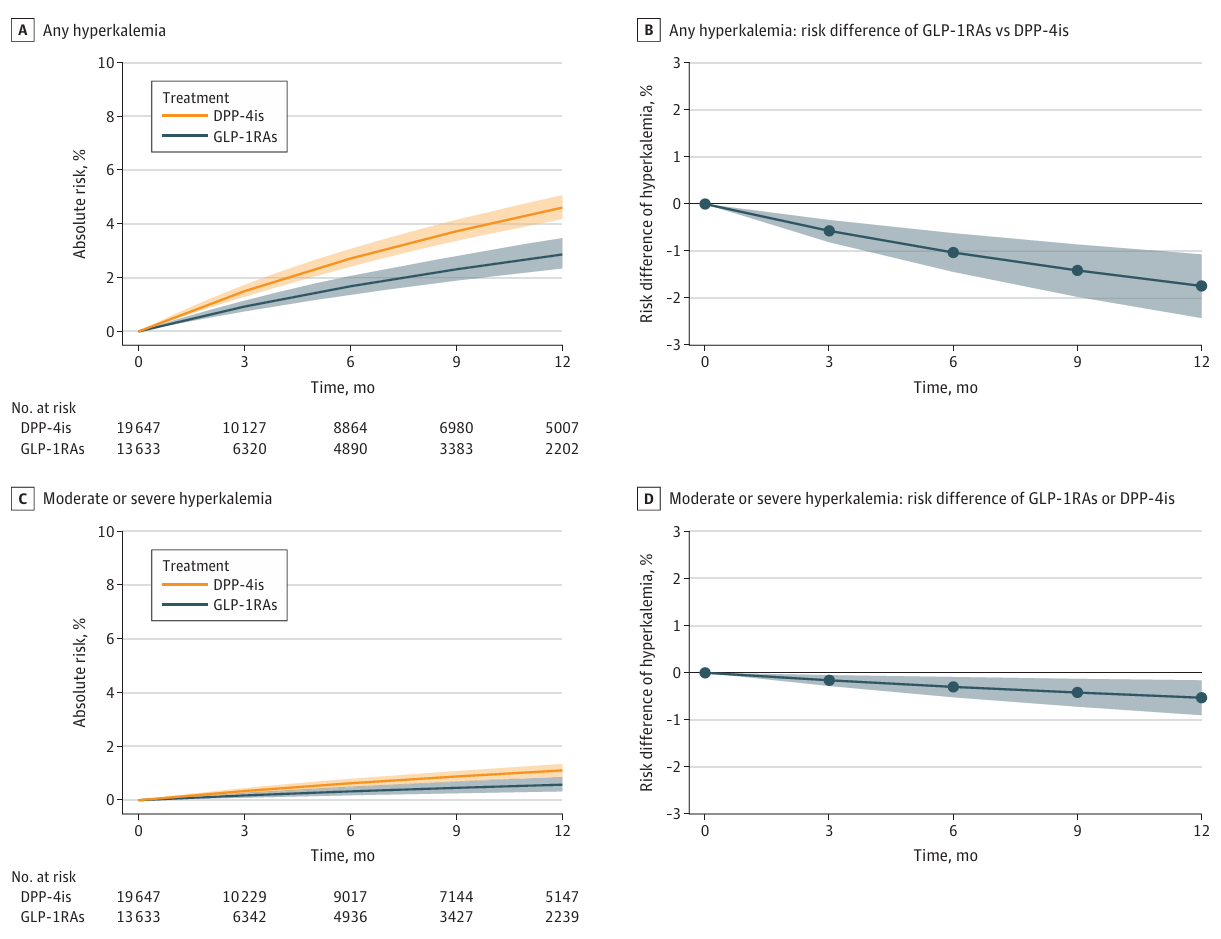 A Any hyperkalemia
10
8
6
4
2
0
Absolute risk, %
Treatment
DPP-4is
GLP-1RAs
0 3 6 9 12
Time, mo
No. at risk
DPP-4is 19647 10127 8864 6980 5007
GLP-1RAs 13633 6320 4890 3383 2202
B Any hyperkalemia: risk difference of GLP-1RAs vs DPP-4is
3
2
1
0
-1
-2
-3
Risk difference of hyperkalemia, %
0 3 6 9 12
Time, mo
C Moderate or severe hyperkalemia
10
8
6
4
2
0
Absolute risk, %
Treatment
DPP-4is
GLP-1RAs
0 3 6 9 12
Time, mo
No. at risk
DPP-4is 19647 10229 9017 7144 5147
GLP-1RAs 13633 6342 4936 3427 2239
D Moderate or severe hyperkalemia: risk difference of GLP-1RAs or DPP-4is
3
2
1
0
-1
-2
-3
Risk difference of hyperkalemia, %
0 3 6 9 12
Time, mo